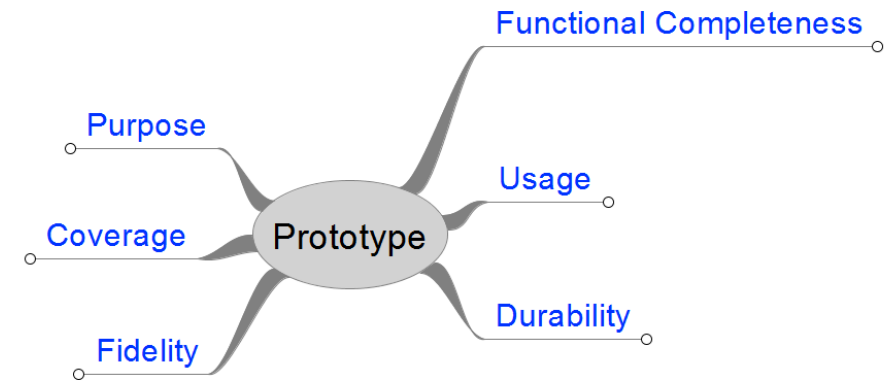 Functional Completeness
Purpose
Usage
Coverage
Prototype
Durability
Fidelity